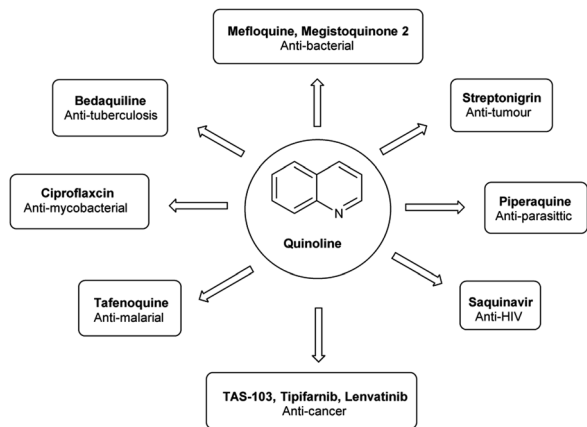 Mefloquine, Megistoquinone 2
Anti-bacterial
Bedaquiline
Anti-tuberculosis
Streptonigrin
Anti-tumour
Ciproflaxcin
Anti-mycobacterial
N
Quinoline
Piperaquine
Anti-parasittic
Tafenoquine
Anti-malarial
Saquinavir
Anti-HIV
TAS-103, Tipifarnib, Lenvatinib
Anti-cancer